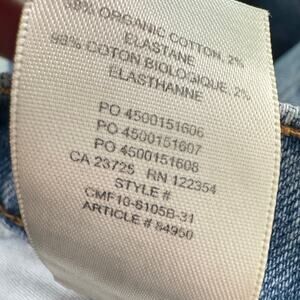 98% ORGANIC COTTON, 2%
ELASTANE
98% COTON BIOLOGIQUE, 2%
ELASTHANNE
PO 4500151606
PO 4500151607
PO 4500151608
CA 23725 RN 122354
STYLE #
CMF10-6105B-31
ARTICLE # 84950